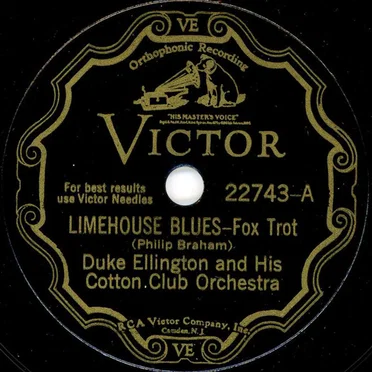 VE
Orthophonic Recording
"HIS MASTER'S VOICE"
VICTOR
For best results
use Victor Needles
22743-A
LIMEHOUSE BLUES-Fox Trot
(Philip Braham)
Duke Ellington and His
Cotton Club Orchestra
RCA Victor Company, Inc.
Camden, N.J.
VE